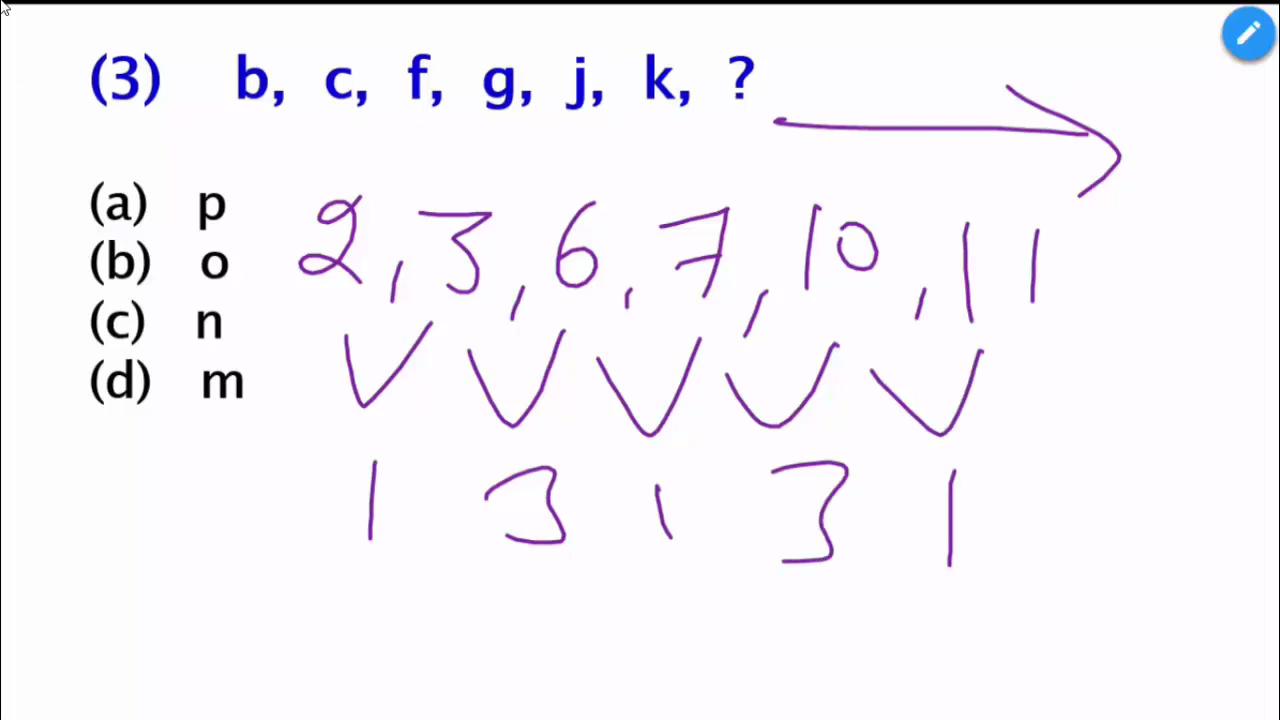 (3) b, c, f, g, j, k, ?
(a) p
(b) o
(c) n
(d) m
2, 3, 6, 7, 10, 11
1 3 1 3 1